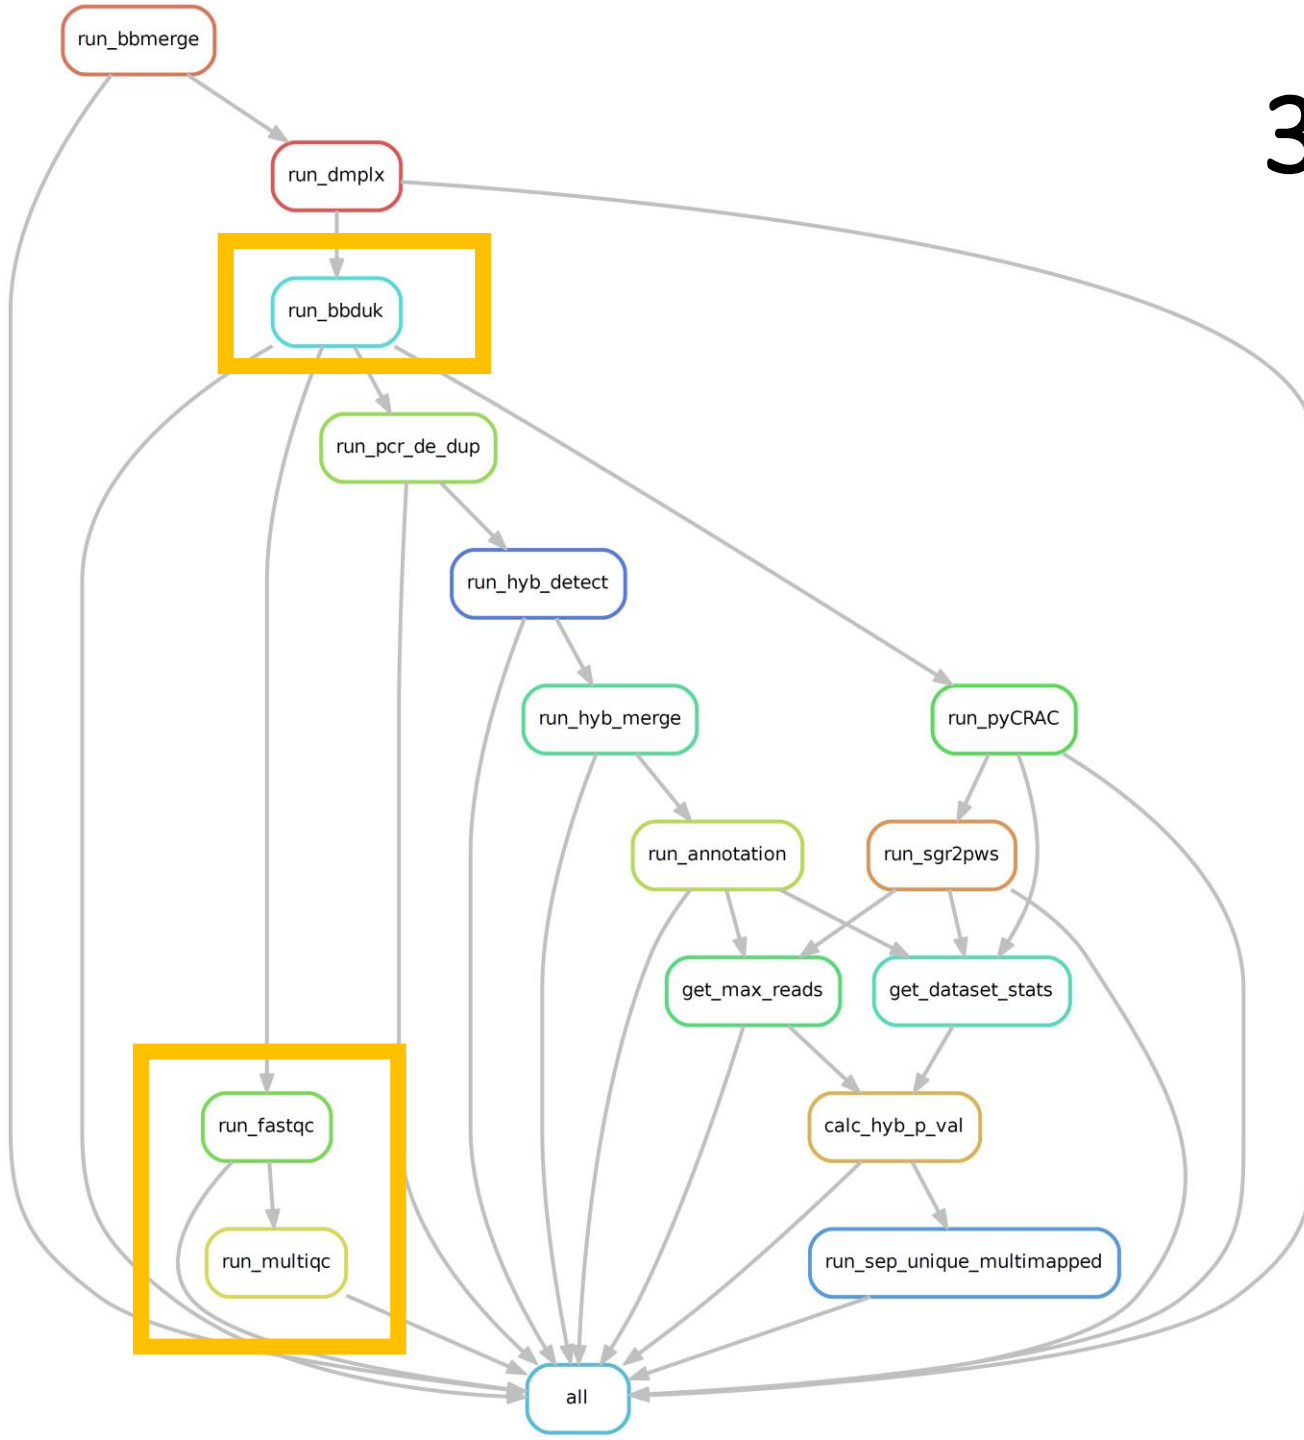 run_bbmerge
3
run_dmplx
run_bbduk
run_pcr_de_dup
run_hyb_detect
run_hyb_merge
run_pyCRAC
run_annotation
run_sgr2pws
get_max_reads
get_dataset_stats
run_fastqc
calc_hyb_p_val
run_multiqc
run_sep_unique_multimapped
all